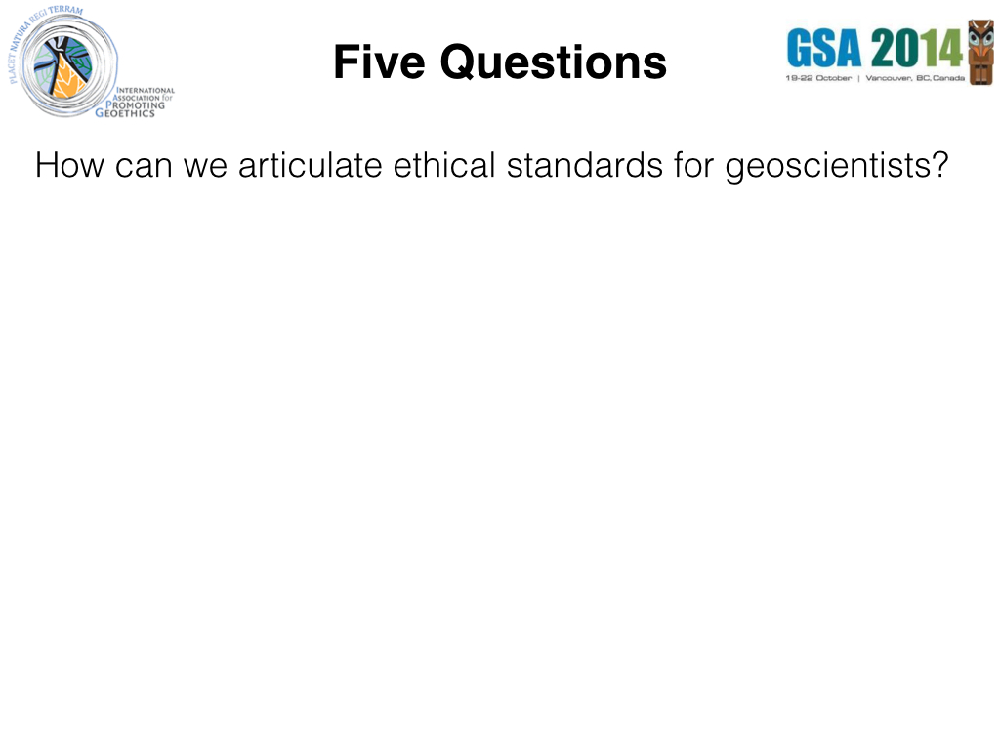 PLACET NATURA REGI TERRAM
INTERNATIONAL
ASSOCIATION for
PROMOTING
GEOETHICS
Five Questions
GSA 2014
19-22 October | Vancouver, BC, Canada
How can we articulate ethical standards for geoscientists?